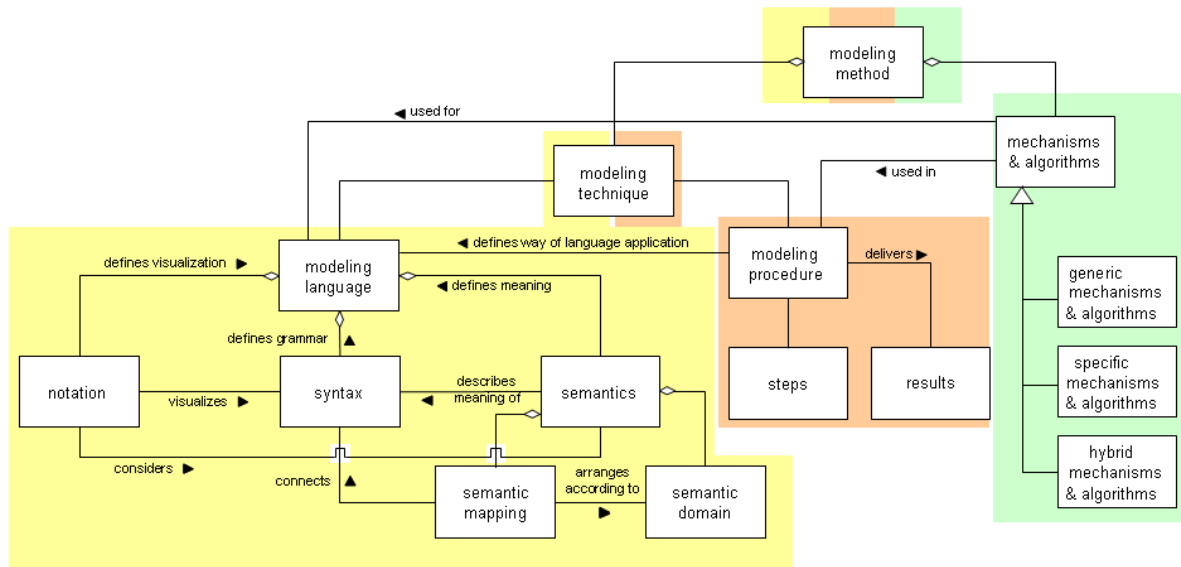 modeling
method
◄ used for
mechanisms
& algorithms
modeling
technique
◄ used in
◄ defines way of language application
modeling
language
modeling
procedure
delivers ►
defines visualization ►
◄ defines meaning
generic
mechanisms
& algorithms
defines grammar ▲
notation
syntax
describes
meaning of
◄
semantics
steps
results
specific
mechanisms
& algorithms
visualizes ►
considers ►
connects ▲
semantic
mapping
arranges
according to
►
semantic
domain
hybrid
mechanisms
& algorithms